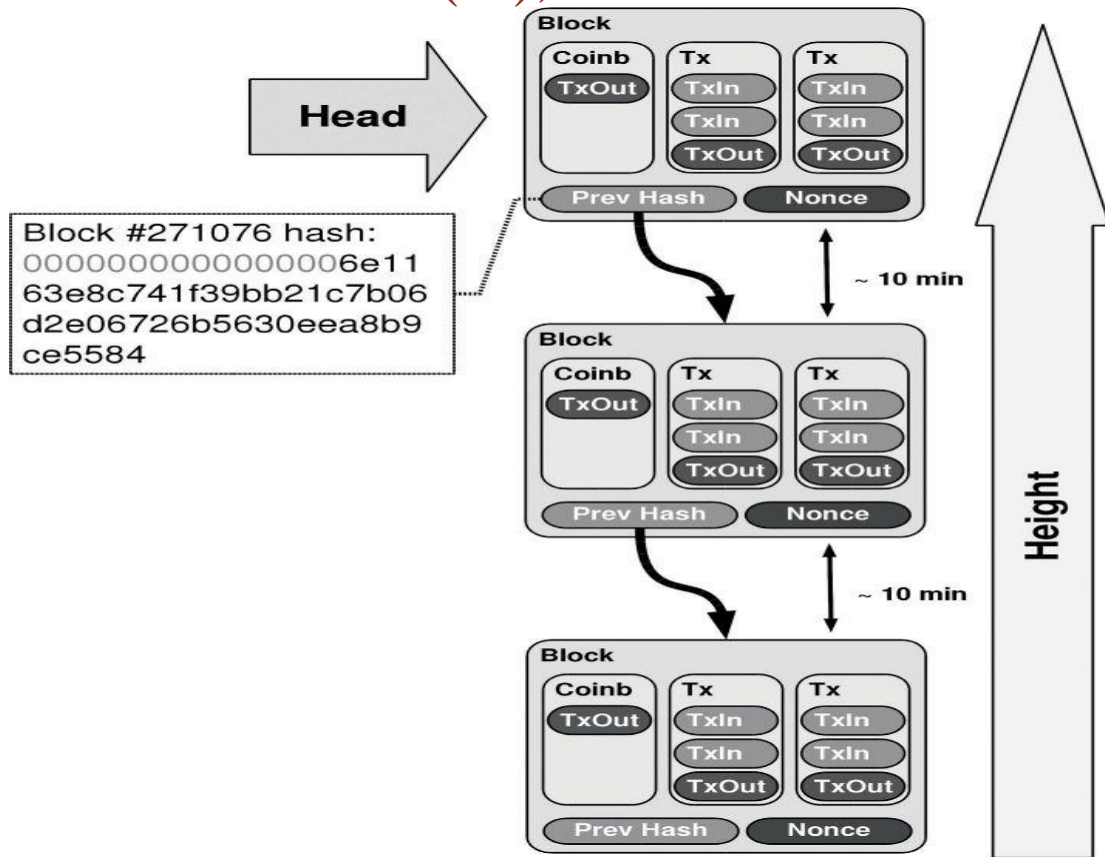 Block
Coinb Tx Tx
TxOut TxIn TxIn
TxIn TxIn
TxOut TxOut
Head
Prev Hash Nonce
Block #271076 hash:
0000000000000006e11
63e8c741f39bb21c7b06
d2e06726b5630eea8b9
ce5584
~ 10 min
Block
Coinb Tx Tx
TxOut TxIn TxIn
TxIn TxIn
TxOut TxOut
Prev Hash Nonce
~ 10 min
Height
Block
Coinb Tx Tx
TxOut TxIn TxIn
TxIn TxIn
TxOut TxOut
Prev Hash Nonce